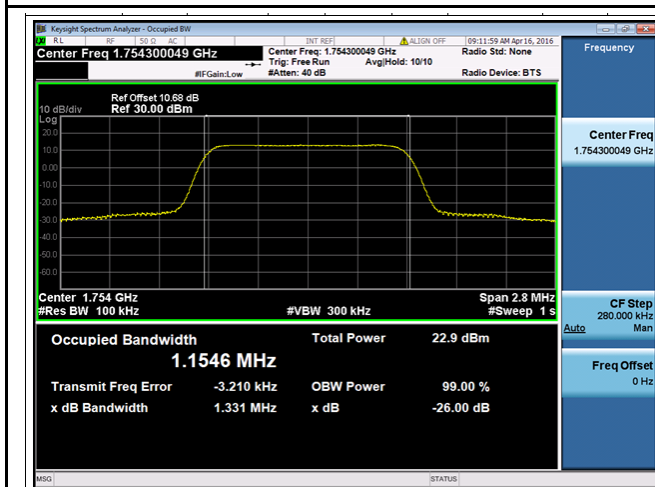 Keysight Spectrum Analyzer - Occupied BW
RL RF 50 Ω AC INT REF ALIGN OFF 09:11:59 AM Apr 16, 2016
Center Freq 1.754300049 GHz
Center Freq: 1.754300049 GHz Radio Std: None
Trig: Free Run Avg|Hold: 10/10
#IFGain:Low #Atten: 40 dB Radio Device: BTS
Frequency
Ref Offset 10.68 dB
10 dB/div Ref 30.00 dBm
Log
20.0
10.0
0.00
-10.0
-20.0
-30.0
-40.0
-50.0
-60.0
Center 1.754 GHz Span 2.8 MHz
#Res BW 100 kHz #VBW 300 kHz #Sweep 1 s
Center Freq
1.754300049 GHz
CF Step
280.000 kHz
Auto Man
Freq Offset
0 Hz
Occupied Bandwidth Total Power 22.9 dBm
1.1546 MHz
Transmit Freq Error -3.210 kHz OBW Power 99.00 %
x dB Bandwidth 1.331 MHz x dB -26.00 dB
MSG STATUS